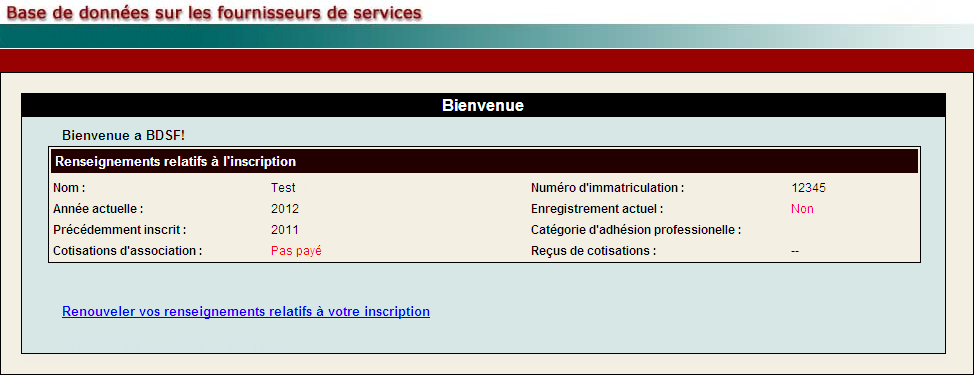 Base de données sur les fournisseurs de services
Bienvenue
Bienvenue a BDSF!
Renseignements relatifs à l'inscription
Nom : Test Numéro d'immatriculation : 12345
Année actuelle : 2012 Enregistrement actuel : Non
Précédemment inscrit : 2011 Catégorie d'adhésion professionelle :
Cotisations d'association : Pas payé Reçus de cotisations : --
Renouveler vos renseignements relatifs à votre inscription